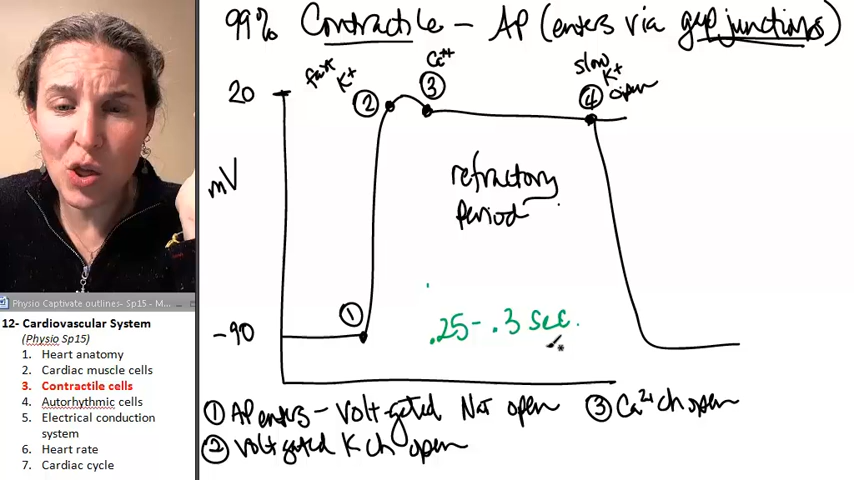 99% Contractile - AP (enters via gap junctions)
fast K+
Ca++
slow K+ open
20
②
③
④
mV
refractory period
-90
①
.25 - .3 sec.
① AP enters - volt-gated Na+ open
③ Ca2+ ch open
② volt gated K ch open
Physio Captivate outlines- Sp15 - M...
12- Cardiovascular System
(Physio Sp15)
1. Heart anatomy
2. Cardiac muscle cells
3. Contractile cells
4. Autorhythmic cells
5. Electrical conduction
system
6. Heart rate
7. Cardiac cycle